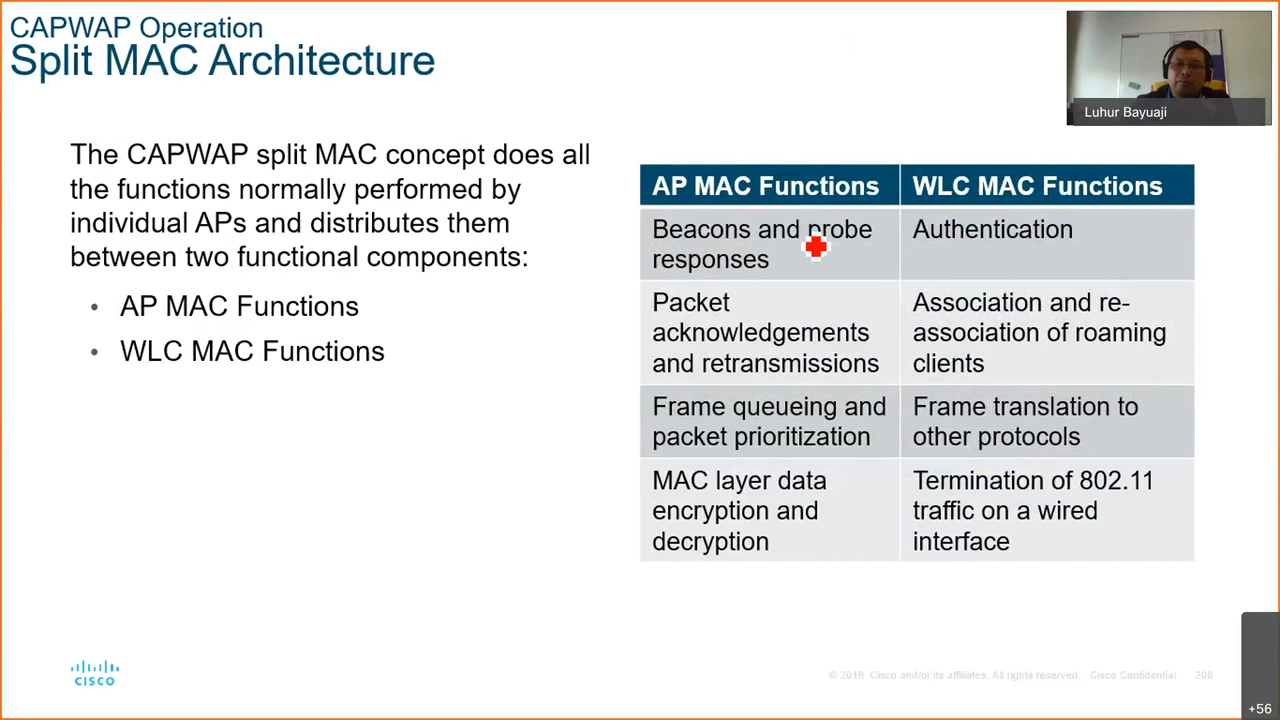 CAPWAP Operation
Split MAC Architecture
Luhur Bayuaji
The CAPWAP split MAC concept does all
the functions normally performed by
individual APs and distributes them
between two functional components:
• AP MAC Functions
• WLC MAC Functions
AP MAC Functions
WLC MAC Functions
Beacons and probe
responses
Authentication
Packet
acknowledgements
and retransmissions
Association and re-
association of roaming
clients
Frame queueing and
packet prioritization
Frame translation to
other protocols
MAC layer data
encryption and
decryption
Termination of 802.11
traffic on a wired
interface
CISCO
© 2016 Cisco and/or its affiliates. All rights reserved. Cisco Confidential 208
+56